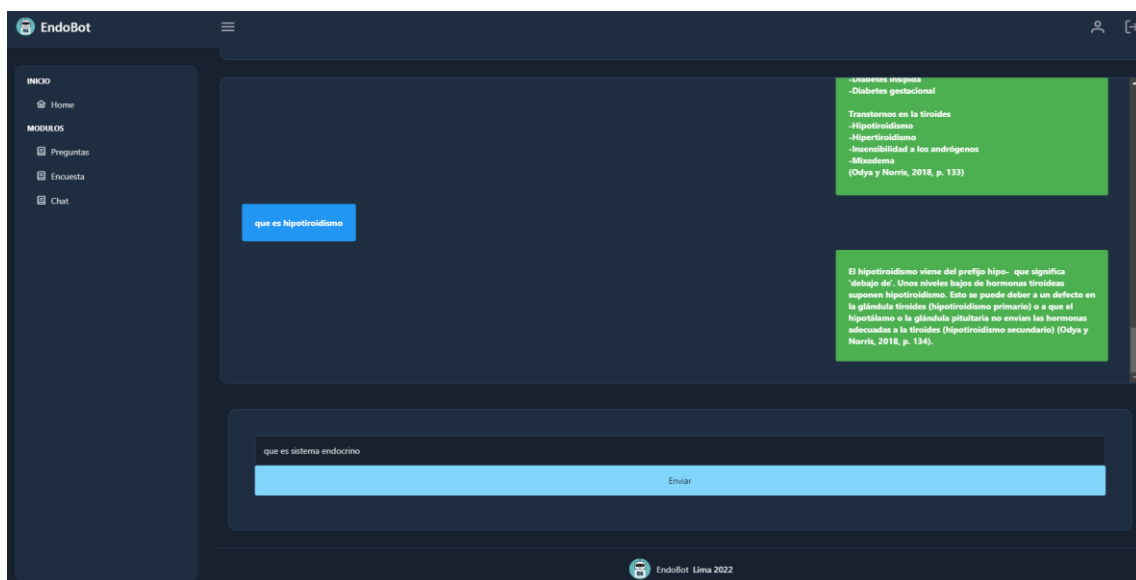 EndoBot
INICIO
Home
MODULOS
Preguntas
Encuesta
Chat
-Diabetes insípida
-Diabetes gestacional
Transtornos en la tiroides
-Hipotiroidismo
-Hipertiroidismo
-Insensibilidad a los andrógenos
-Mixedema
(Odya y Norris, 2018, p. 133)
que es hipotiroidismo
El hipotiroidismo viene del prefijo hipo- que significa
'debajo de'. Unos niveles bajos de hormonas tiroideas
suponen hipotiroidismo. Esto se puede deber a un defecto en
la glándula tiroides (hipotiroidismo primario) o a que el
hipotálamo o la glándula pituitaria no envían las hormonas
adecuadas a la tiroides (hipotiroidismo secundario) (Odya y
Norris, 2018, p. 134).
que es sistema endocrino
Enviar
EndoBot Lima 2022